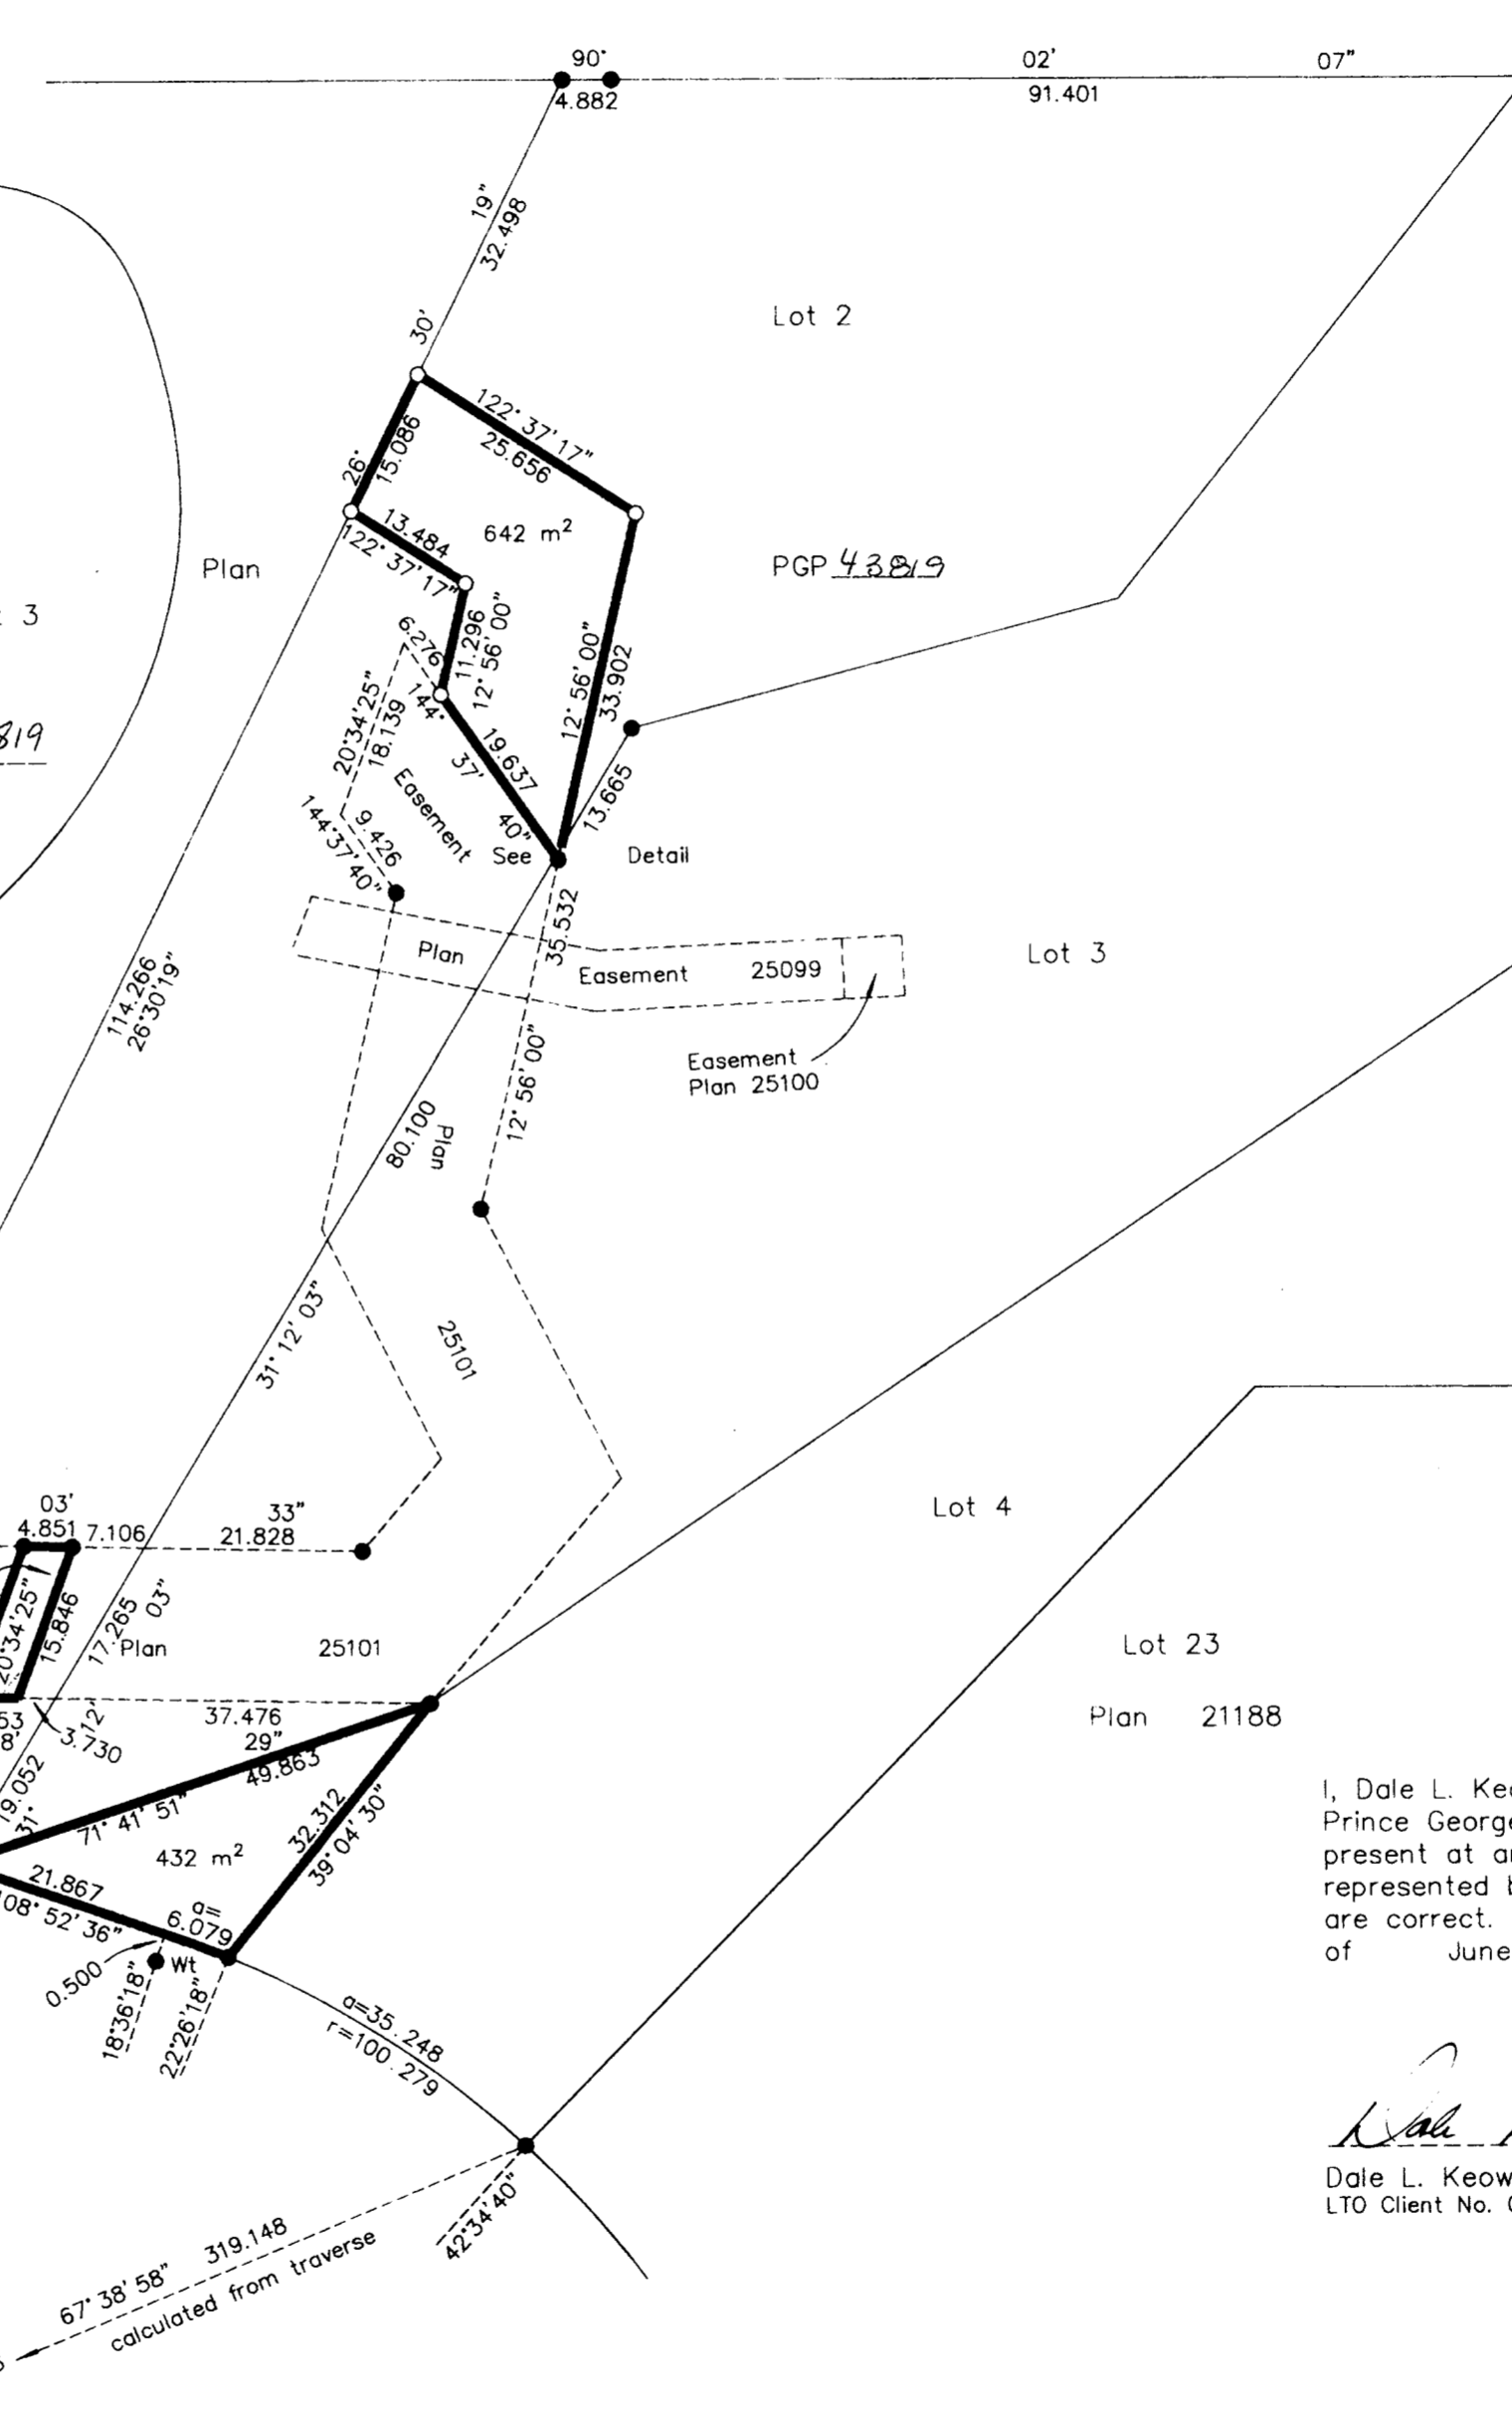 90° 02' 07"
4.882 91.401
19"
32.498
30'
Lot 2
122° 37' 17"
25.656
26°
15.086
13.484
122° 37' 17"
642 m²
Plan
PGP 43819
3
6.276
11.296
12° 56' 00"
12° 56' 00"
33.902
144°
37'
40"
19.637
20°34'25"
18.139
819
Easement
13.665
144°37'40"
9.426
See Detail
35.532
Plan
Easement 25099
Lot 3
114.266
26°30'19"
Easement
Plan 25100
12° 56' 00"
80.100
Plan
31° 12' 03"
25101
03'
33"
4.851 7.106 21.828
Lot 4
20°34'25"
15.846
17.265
03"
Plan 25101
Lot 23
12'
3.730
37.476
29"
49.863
Plan 21188
53
8'
19.052
31°
71° 41' 51"
32.312
39° 04' 30"
432 m²
21.867
108° 52' 36"
a=
6.079
0.500
Wt
18°36'18"
22°26'18"
I, Dale L. Keo
Prince George
present at a
represented
are correct.
of June
a=35.248
r=100.279
Dale
42°34'40"
Dale L. Keow
LTO Client No.
67° 38' 58" 319.148
calculated from traverse